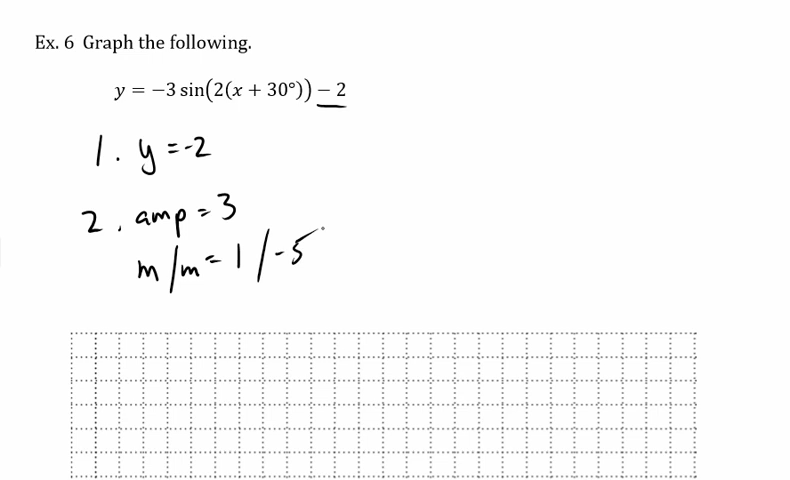 Ex. 6 Graph the following.
y = −3 sin(2(x + 30°)) − 2
1. y = -2
2. amp = 3
m/m = 1/-5